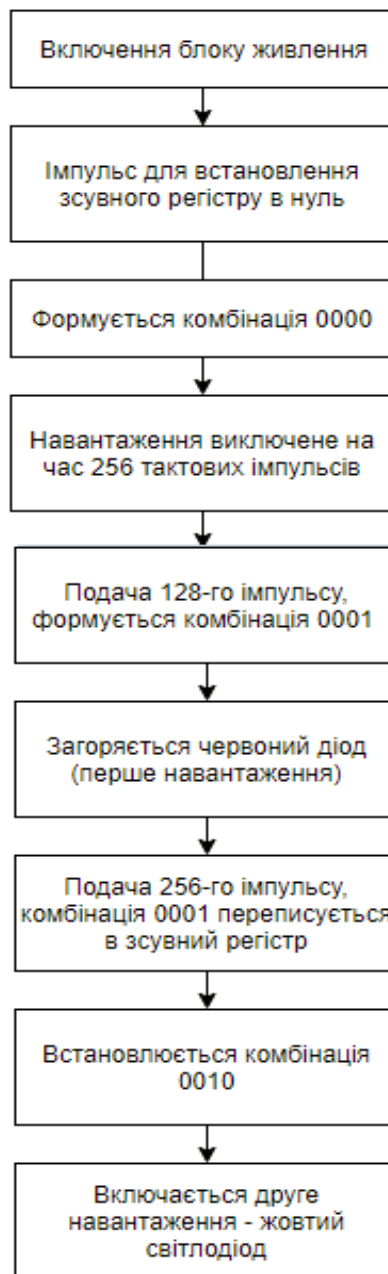 Включення блоку живлення
Імпульс для встановлення
зсувного регістру в нуль
Формується комбінація 0000
Навантаження виключене на
час 256 тактових імпульсів
Подача 128-го імпульсу,
формується комбінація 0001
Загоряється червоний діод
(перше навантаження)
Подача 256-го імпульсу,
комбінація 0001 переписується
в зсувний регістр
Встановлюється комбінація
0010
Включається друге
навантаження - жовтий
світлодіод